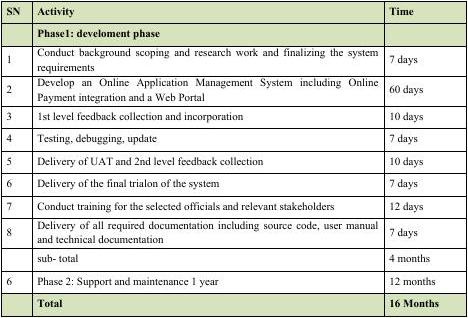 SN Activity Time
Phase1: develoment phase
1 Conduct background scoping and research work and finalizing the system 7 days
requirements
2 Develop an Online Application Management System including Online 60 days
Payment integration and a Web Portal
3 1st level feedback collection and incorporation 10 days
4 Testing, debugging, update 7 days
5 Delivery of UAT and 2nd level feedback collection 10 days
6 Delivery of the final trialon of the system 7 days
7 Conduct training for the selected officials and relevant stakeholders 12 days
8 Delivery of all required documentation including source code, user manual 7 days
and technical documentation
sub- total 4 months
6 Phase 2: Support and maintenance 1 year 12 months
Total 16 Months